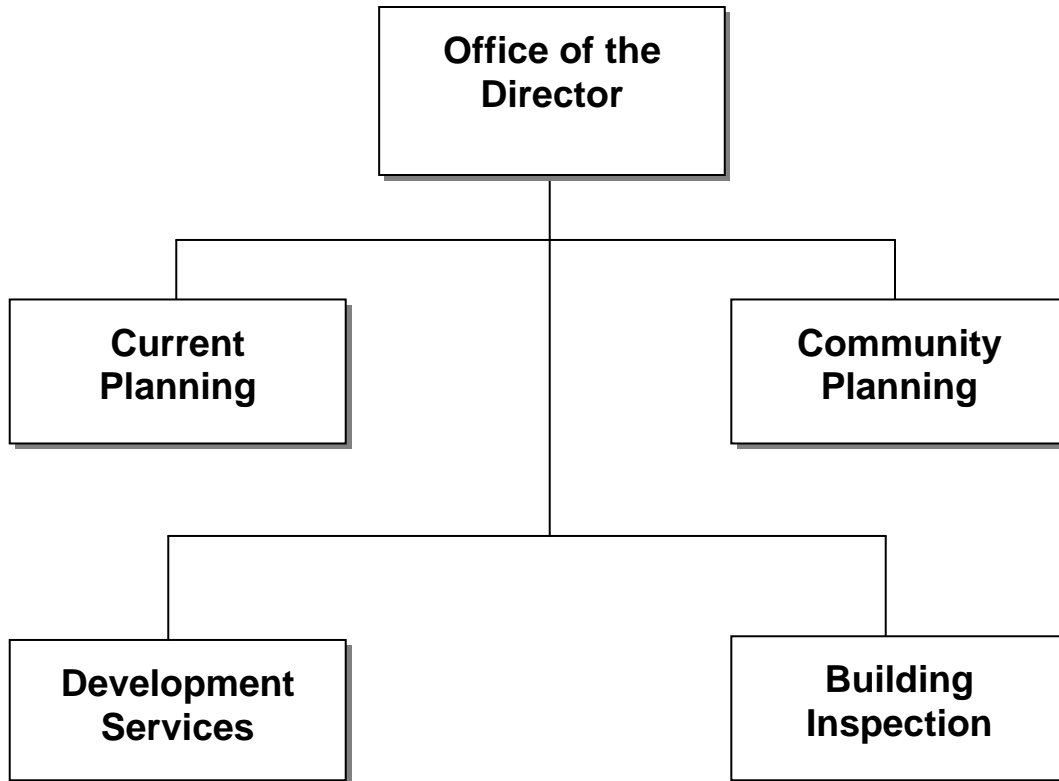 Office of the
Director
Current
Planning
Community
Planning
Development
Services
Building
Inspection